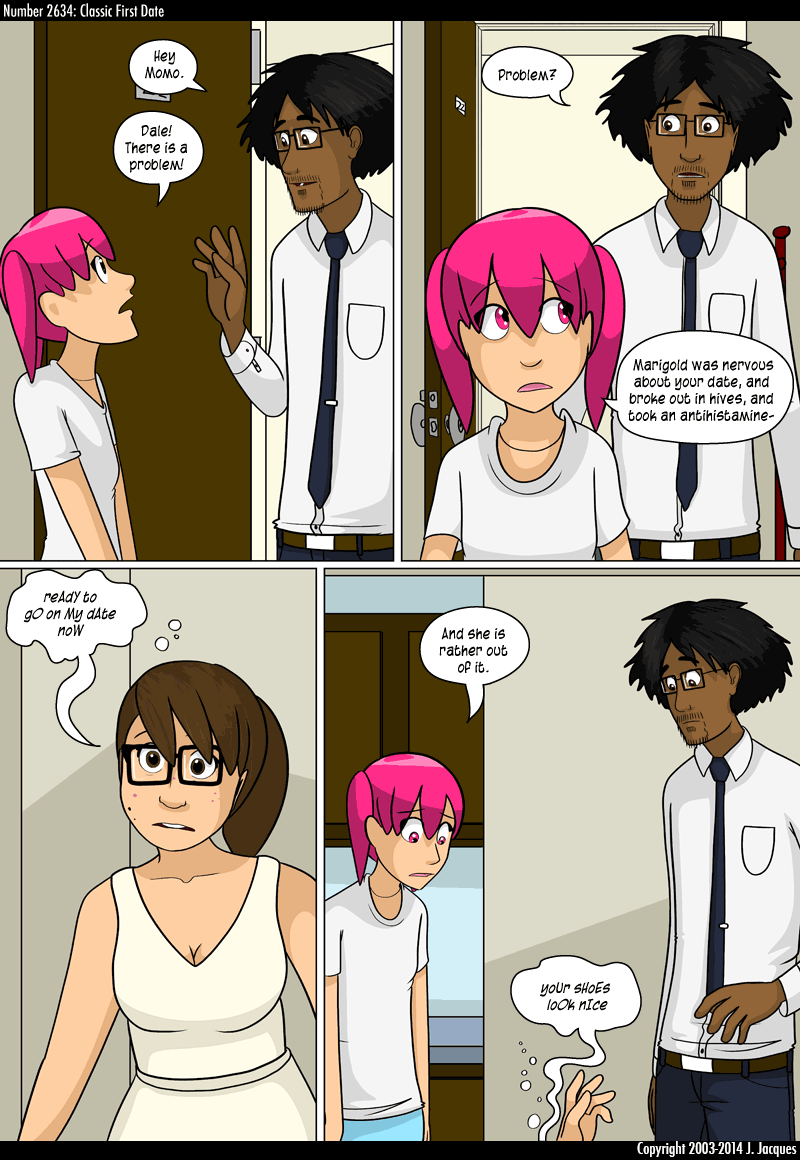 Number 2634: Classic First Date
Hey
Momo.
Dale!
There is a
problem!
Problem?
24
Marigold was nervous
about your date, and
broke out in hives, and
took an antihistamine-
reAdY to
gO on My dAte
noW
And she is
rather out
of it.
yOUr sHoEs
loOk nIce
Copyright 2003-2014 J. Jacques